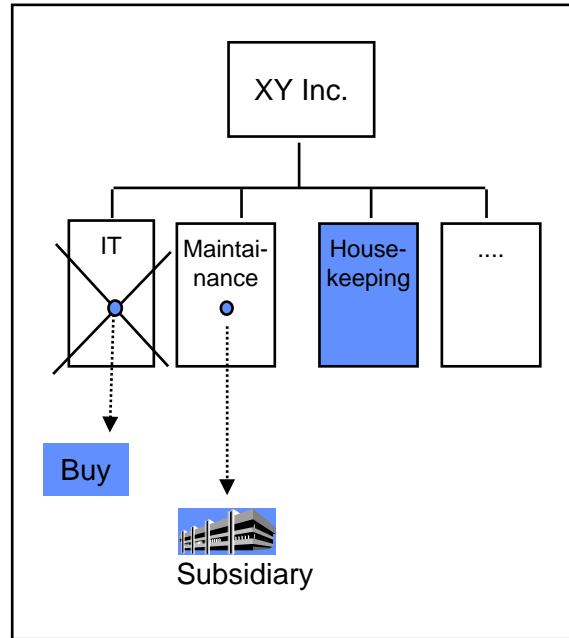 XY Inc.
IT
Maintai-
nance
House-
keeping
....
Buy
Subsidiary